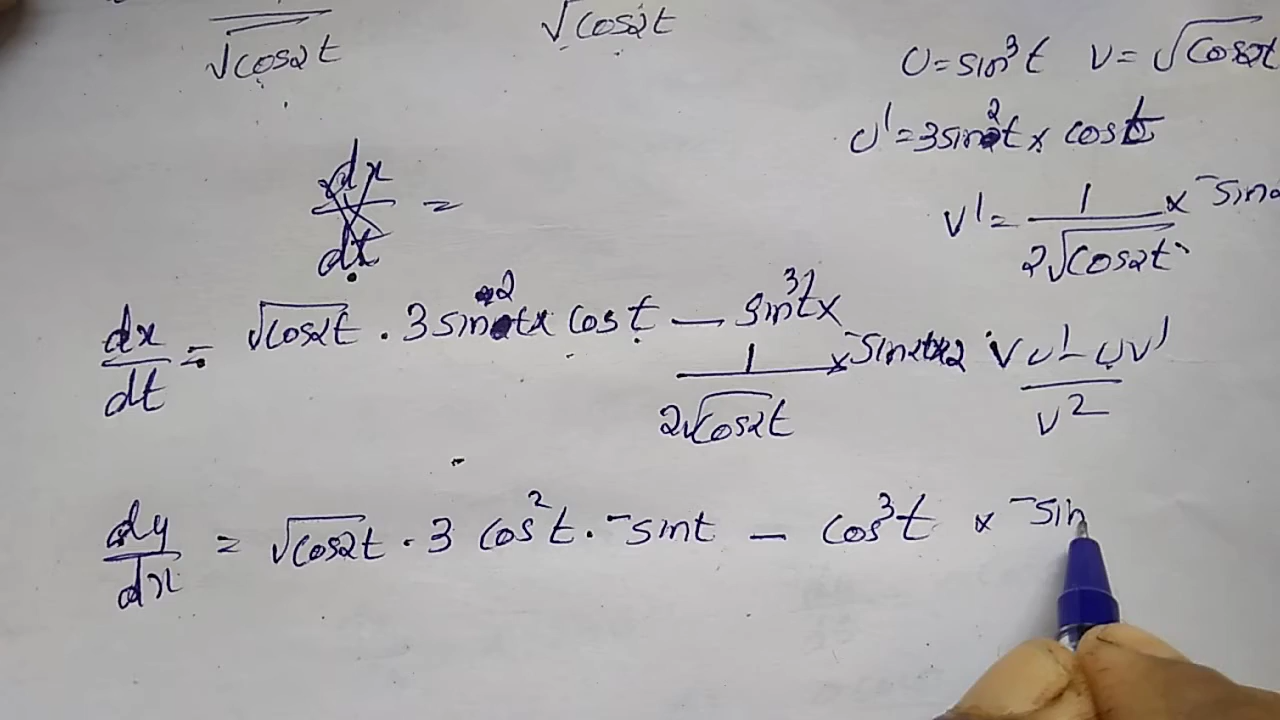 √cos2t √cos2t
U = sin³t V = √cos2t
U' = 3sin²t × cost
dx/dt =
V' = 1/2√cos2t × -sin2
dx/dt = √cos2t · 3sin²t × cost - sin³t × 1/2√cos2t × -sin2t×2
VU' - UV'/V²
dy/dx = √cos2t · 3 cos²t · -sint - cos³t × -sin